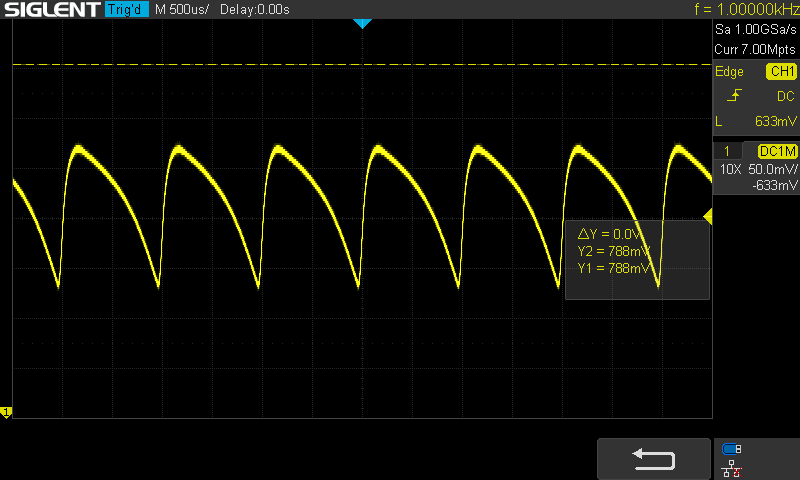 SIGLENT Trig'd M 500us/ Delay:0.00s f = 1.00000kHz
Sa 1.00GSa/s
Curr 7.00Mpts
Edge CH1
DC
L 633mV
1 DC1M
10X 50.0mV/
-633mV
△Y = 0.0V
Y2 = 788mV
Y1 = 788mV
1